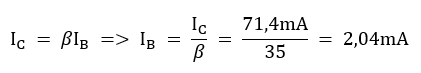 I_C = βI_B => I_B = I_C/β = 71,4mA/35 = 2,04mA